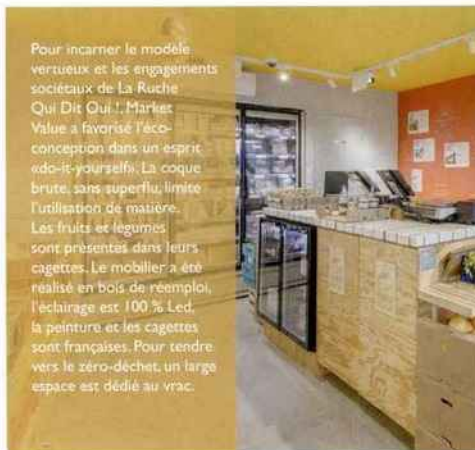 Pour incarner le modèle
vertueux et les engagements
sociétaux de La Ruche
Qui Dit Oui !, Market
Value a favorisé l'éco-
conception dans un esprit
«do-it-yourself». La coque
brute, sans superflu, limite
l'utilisation de matière.
Les fruits et légumes
sont présentés dans leurs
cagettes. Le mobilier a été
réalisé en bois de réemploi,
l'éclairage est 100 % Led,
la peinture et les cagettes
sont françaises. Pour tendre
vers le zéro-déchet, un large
espace est dédié au vrac.